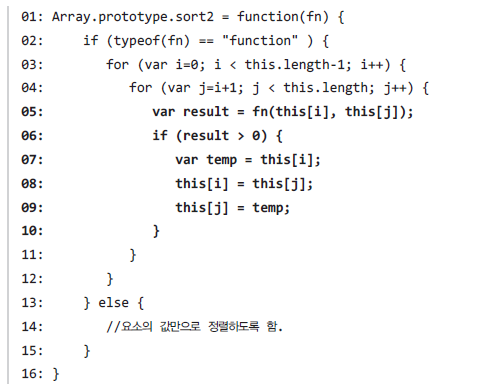 01: Array.prototype.sort2 = function(fn) {
02:     if (typeof(fn) == "function" ) {
03:        for (var i=0; i < this.length-1; i++) {
04:           for (var j=i+1; j < this.length; j++) {
05:              var result = fn(this[i], this[j]);
06:              if (result > 0) {
07:                 var temp = this[i];
08:                 this[i] = this[j];
09:                 this[j] = temp;
10:              }
11:           }
12:        }
13:     } else {
14:        //요소의 값만으로 정렬하도록 함.
15:     }
16: }